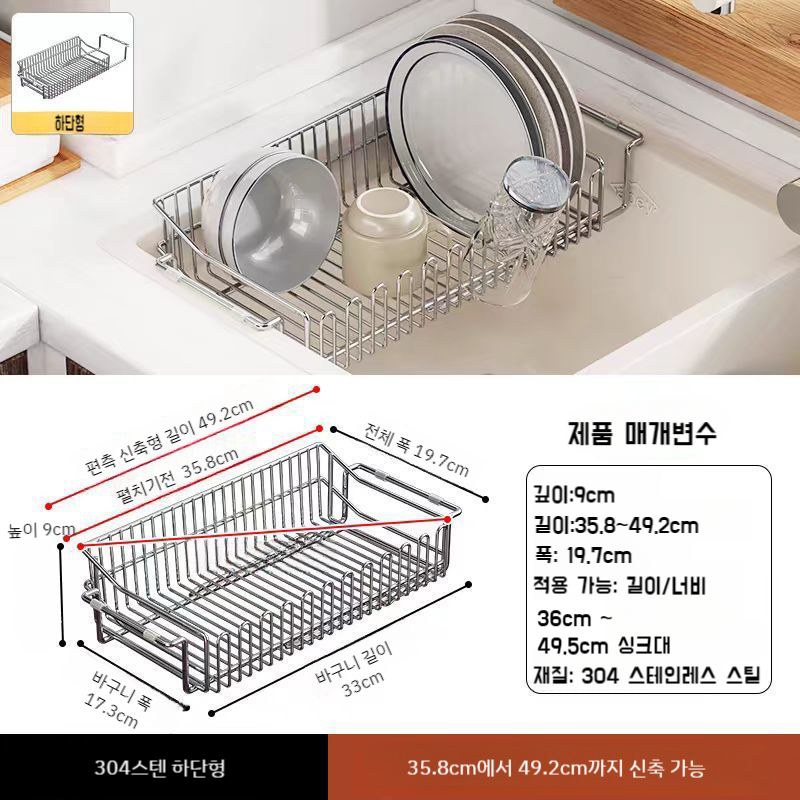 하단형
편측 신축형 길이 49.2cm
펼치기전 35.8cm
전체 폭 19.7cm
높이 9cm
바구니 폭
17.3cm
바구니 길이
33cm
제품 매개변수
깊이:9cm
길이:35.8~49.2cm
폭: 19.7cm
적용 가능: 길이/너비
36cm ~
49.5cm 싱크대
재질: 304 스테인레스 스틸
304스텐 하단형
35.8cm에서 49.2cm까지 신축 가능